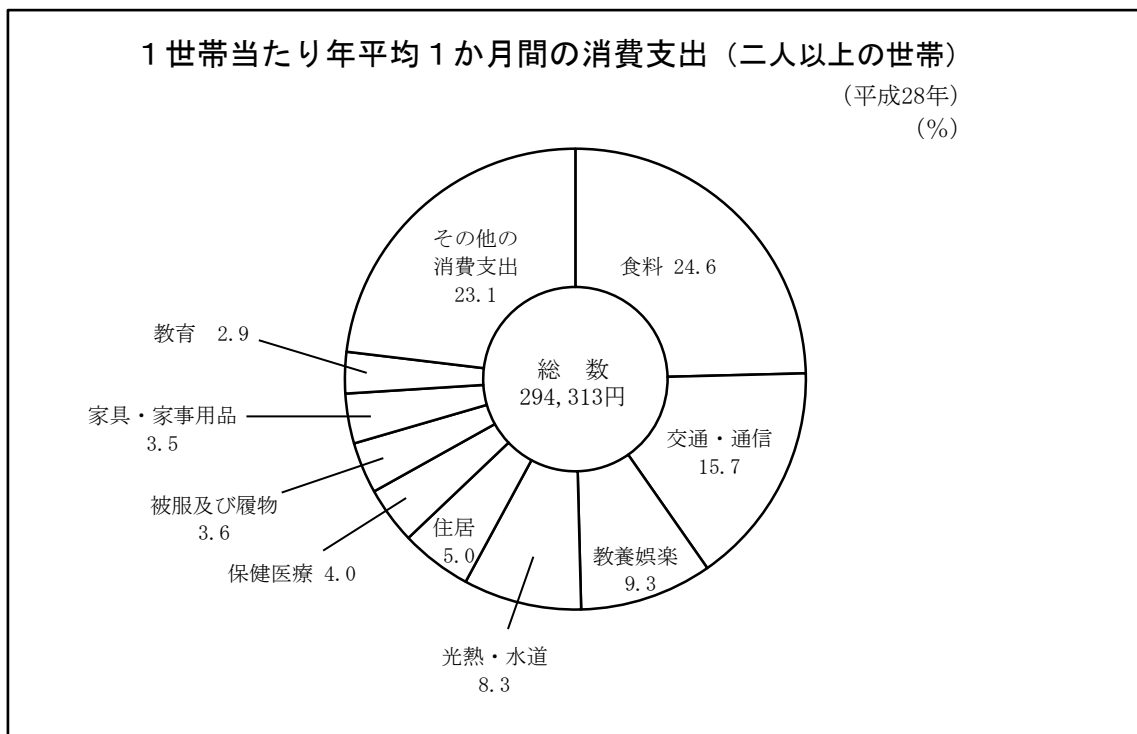 1世帯当たり年平均1か月間の消費支出（二人以上の世帯）
（平成28年）
（%）
その他の
消費支出
23.1
食料 24.6
教育　2.9
総　数
294,313円
家具・家事用品
3.5
交通・通信
15.7
被服及び履物
3.6
住居
5.0
教養娯楽
9.3
保健医療 4.0
光熱・水道
8.3